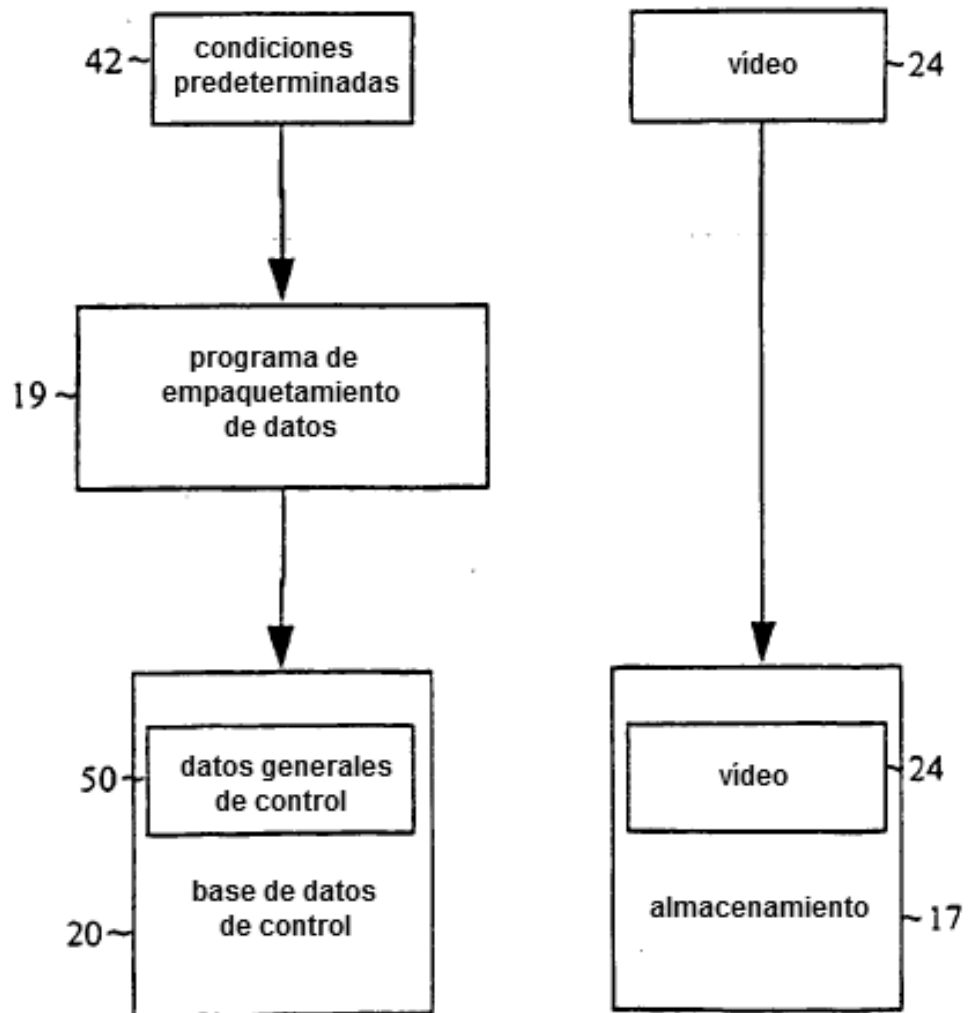 42~
condiciones
predeterminadas
vídeo
~24
19~
programa de
empaquetamiento
de datos
50~
datos generales
de control
vídeo
~24
base de datos
de control
20~
almacenamiento
~17